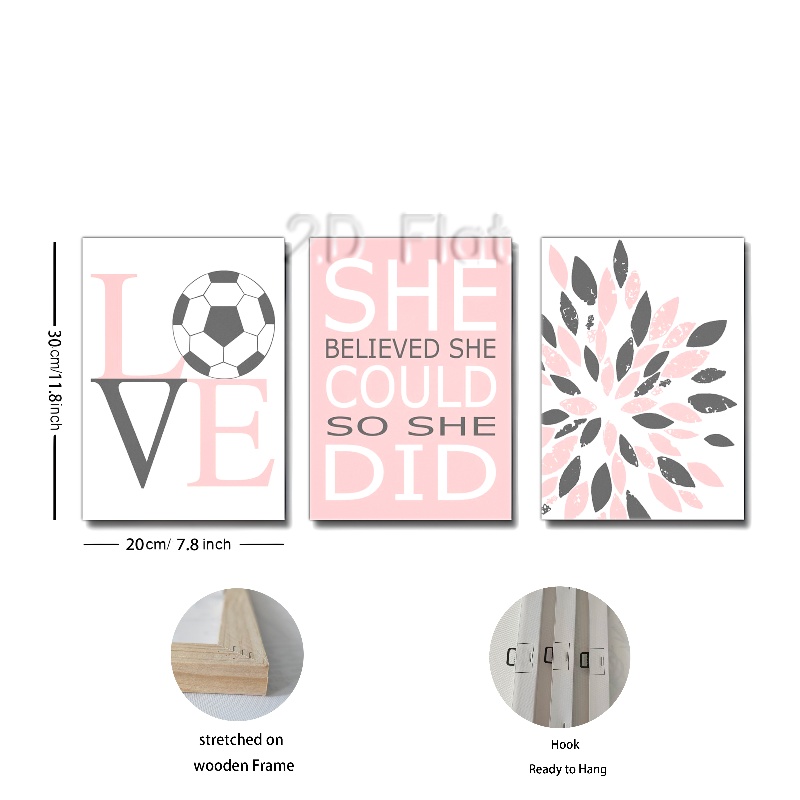 2D Flat
L
VE
SHE
BELIEVED SHE
COULD
SO SHE
DID
30cm/11.8inch
20cm/ 7.8 inch
stretched on
wooden Frame
Hook
Ready to Hang